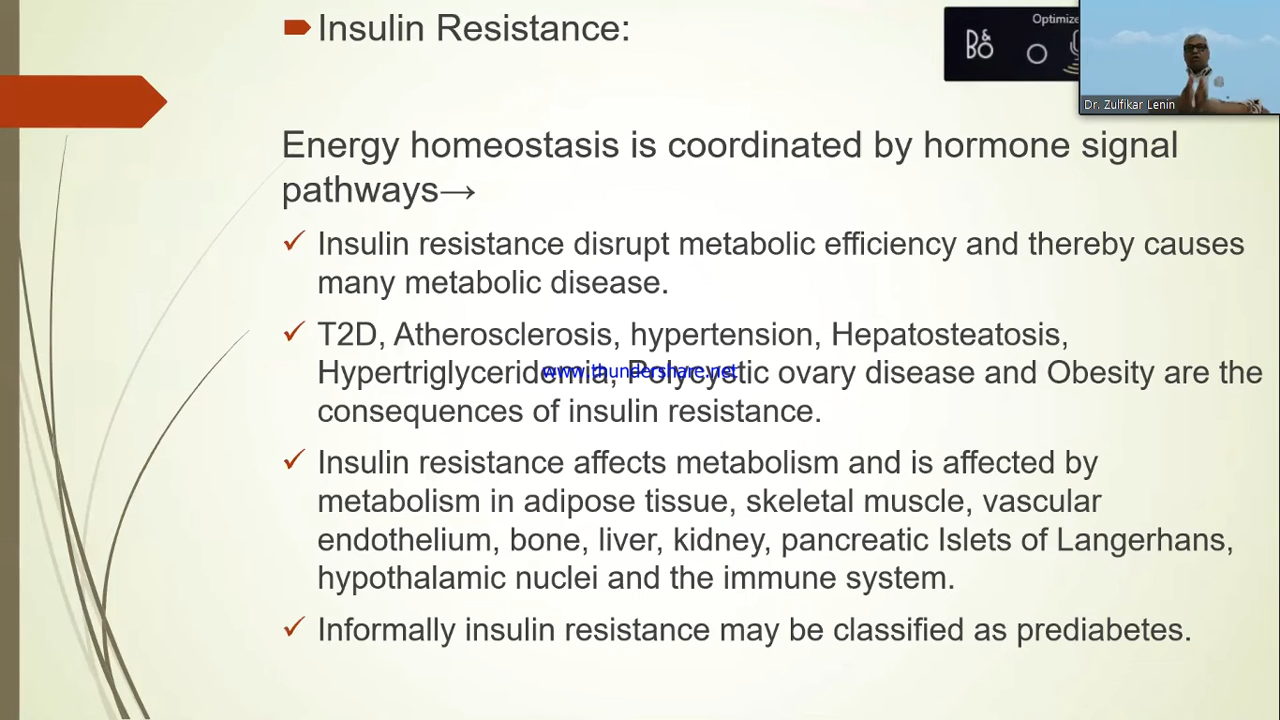 Insulin Resistance:
Optimize
B&O
Dr. Zulfikar Lenin
Energy homeostasis is coordinated by hormone signal
pathways→
✓ Insulin resistance disrupt metabolic efficiency and thereby causes
many metabolic disease.
✓ T2D, Atherosclerosis, hypertension, Hepatosteatosis,
Hypertriglyceridemia, Polycystic ovary disease and Obesity are the
www.thundershare.net
consequences of insulin resistance.
✓ Insulin resistance affects metabolism and is affected by
metabolism in adipose tissue, skeletal muscle, vascular
endothelium, bone, liver, kidney, pancreatic Islets of Langerhans,
hypothalamic nuclei and the immune system.
✓ Informally insulin resistance may be classified as prediabetes.